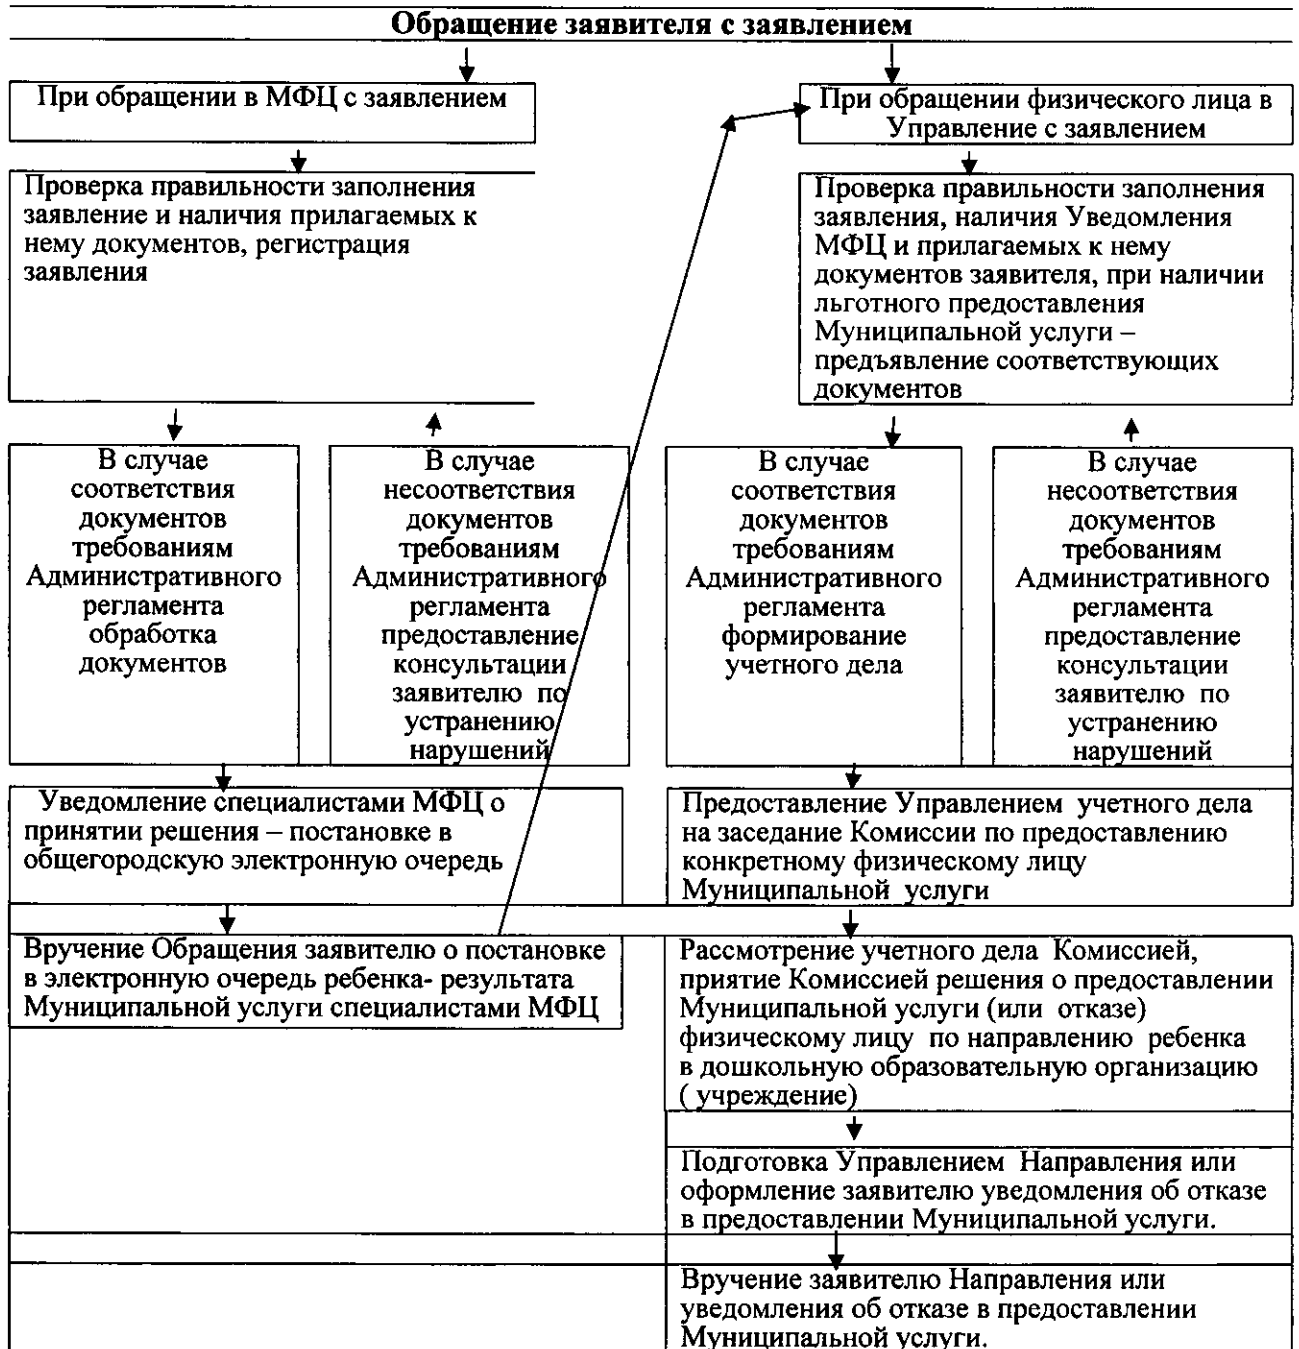 Обращение заявителя с заявлением
При обращении в МФЦ с заявлением
При обращении физического лица в
Управление с заявлением
Проверка правильности заполнения
заявление и наличия прилагаемых к
нему документов, регистрация
заявления
Проверка правильности заполнения
заявления, наличия Уведомления
МФЦ и прилагаемых к нему
документов заявителя, при наличии
льготного предоставления
Муниципальной услуги –
предъявление соответствующих
документов
В случае
соответствия
документов
требованиям
Административного
регламента
обработка
документов
В случае
несоответствия
документов
требованиям
Административного
регламента
предоставление
консультации
заявителю по
устранению
нарушений
В случае
соответствия
документов
требованиям
Административного
регламента
формирование
учетного дела
В случае
несоответствия
документов
требованиям
Административного
регламента
предоставление
консультации
заявителю по
устранению
нарушений
Уведомление специалистами МФЦ о
принятии решения – постановке в
общегородскую электронную очередь
Предоставление Управлением учетного дела
на заседание Комиссии по предоставлению
конкретному физическому лицу
Муниципальной услуги
Вручение Обращения заявителю о постановке
в электронную очередь ребенка- результата
Муниципальной услуги специалистами МФЦ
Рассмотрение учетного дела Комиссией,
приятие Комиссией решения о предоставлении
Муниципальной услуги (или отказе)
физическому лицу по направлению ребенка
в дошкольную образовательную организацию
( учреждение)
Подготовка Управлением Направления или
оформление заявителю уведомления об отказе
в предоставлении Муниципальной услуги.
Вручение заявителю Направления или
уведомления об отказе в предоставлении
Муниципальной услуги.